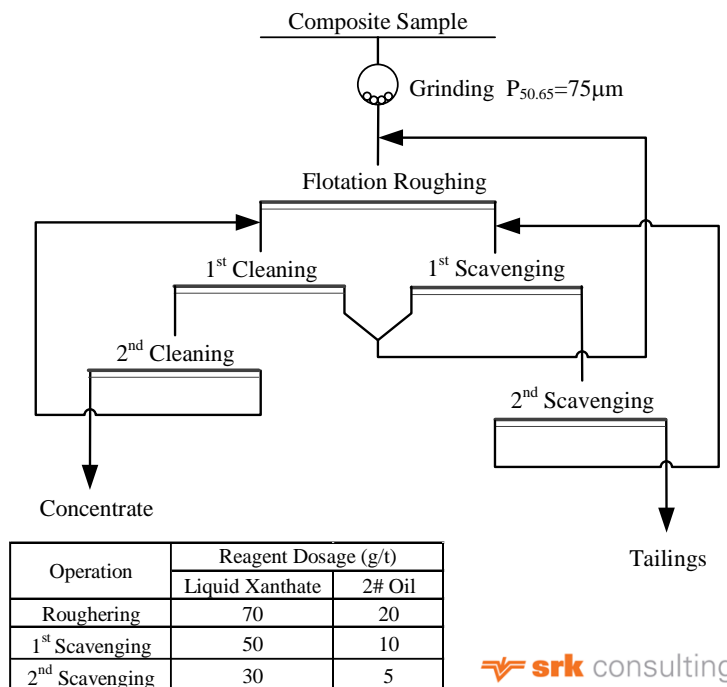 Composite Sample
Grinding P50.65=75μm
Flotation Roughing
1st Cleaning
1st Scavenging
2nd Cleaning
2nd Scavenging
Concentrate
Tailings
Operation
Reagent Dosage (g/t)
Liquid Xanthate
2# Oil
Roughering 70 20
1st Scavenging 50 10
2nd Scavenging 30 5
srk consulting